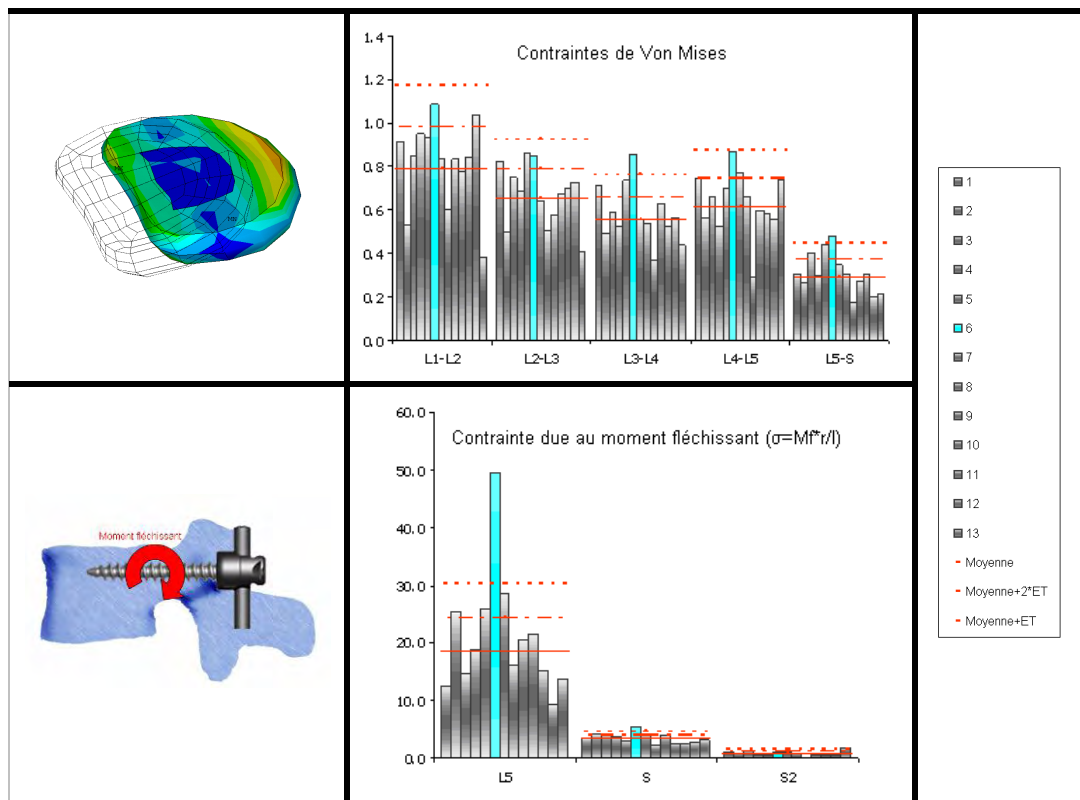 Contraintes de Von Mises
1.4
1.2
1.0
0.8
0.6
0.4
0.2
0.0
L1-L2
L2-L3
L3-L4
L4-L5
L5-S
1
2
3
4
5
6
7
8
9
10
11
12
13
Moyenne
Moyenne+2*ET
Moyenne+ET
Moment fléchissant
Contrainte due au moment fléchissant (σ=Mf*r/I)
60.0
50.0
40.0
30.0
20.0
10.0
0.0
L5
S
S2